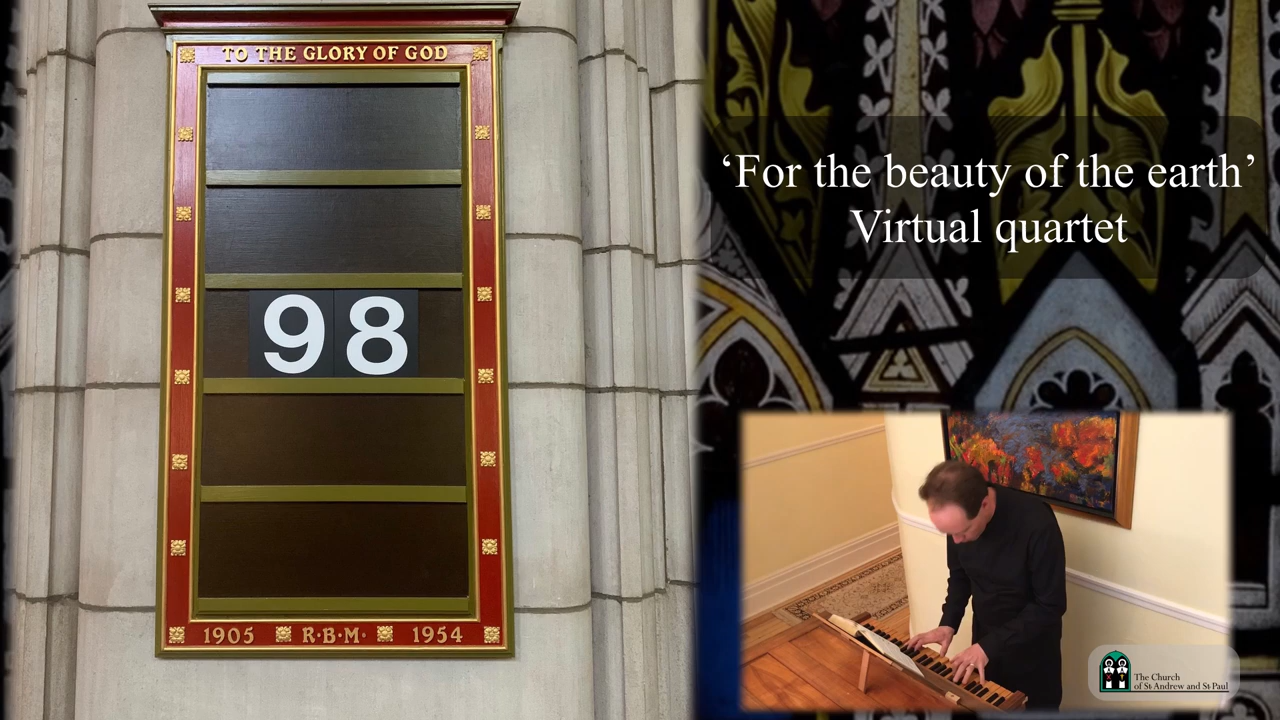 TO THE GLORY OF GOD
98
1905 R·B·M· 1954
‘For the beauty of the earth’
Virtual quartet
The Church
of St Andrew and St Paul